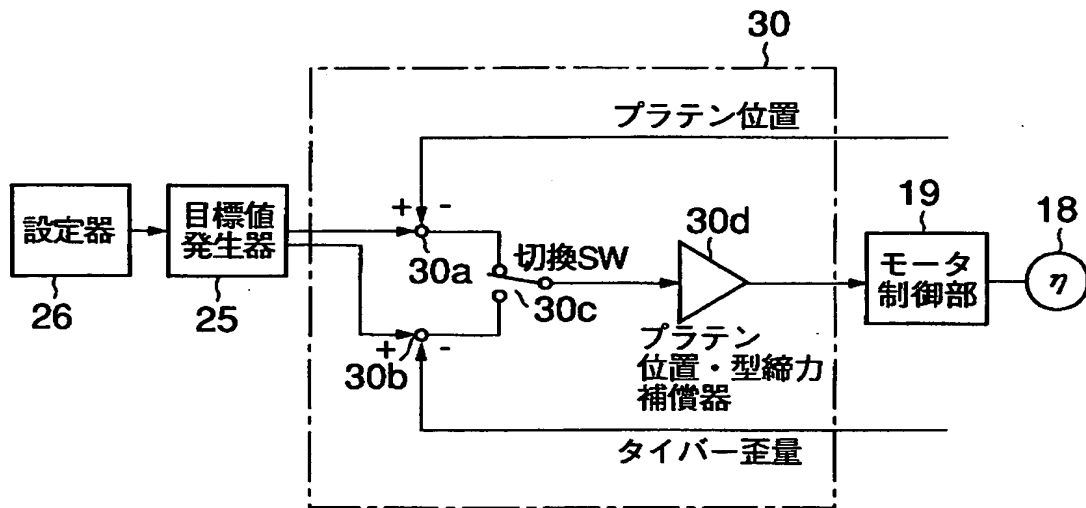 30
プラテン位置
設定器
26
目標値
発生器
25
+ -
30a
切換SW
30c
+ -
30b
30d
プラテン
位置・型締力
補償器
タイバー歪量
19
モータ
制御部
18
η